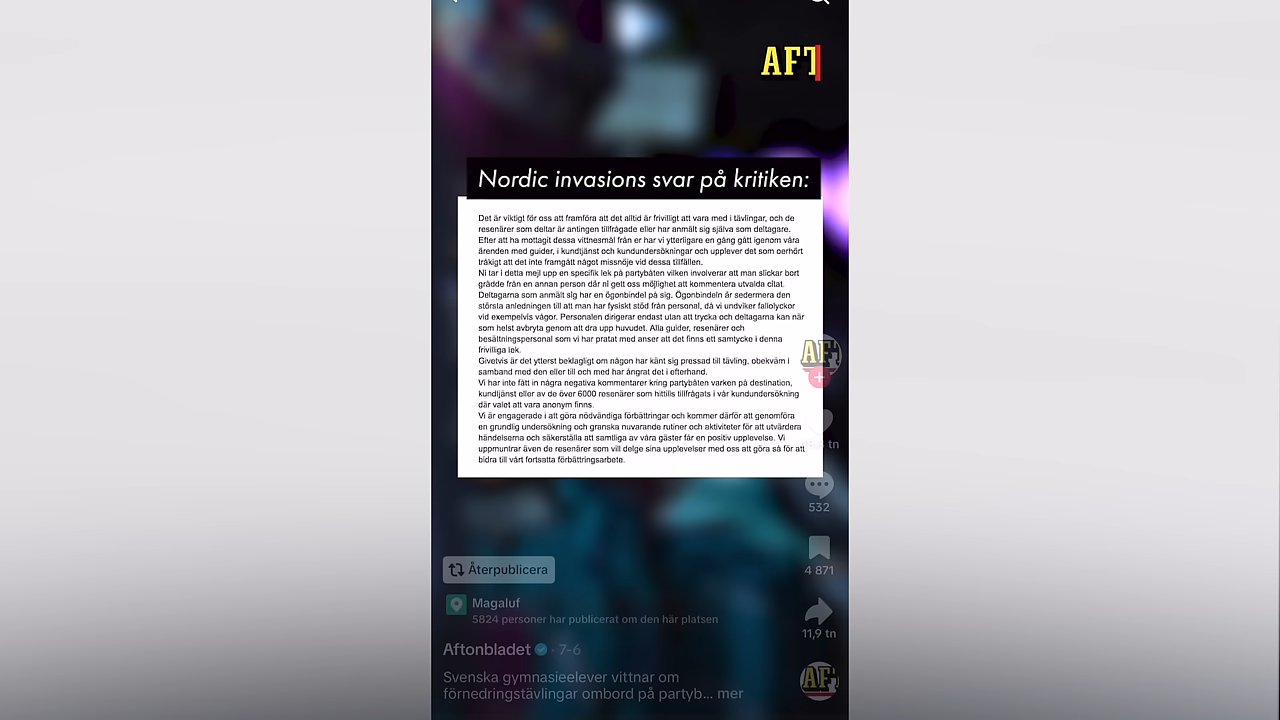 AFT
Nordic invasions svar på kritiken:
Det är viktigt för oss att framföra att det alltid är frivilligt att vara med i tävlingar, och de
resenärer som deltar är antingen tillfrågade eller har anmält sig själva som deltagare.
Efter att ha mottagit dessa vittnesmål från er har vi ytterligare en gång gått igenom våra
ärenden med guider, i kundtjänst och kundundersökningar och upplever det som oerhört
tråkigt att det inte framgått något missnöje vid dessa tillfällen.
Ni tar i detta mejl upp en specifik lek på partybåten vilken involverar att man slickar bort
grädde från en annan person där ni gett oss möjlighet att kommentera utvalda citat.
Deltagarna som anmält sig har en ögonbindel på sig. Ögonbindeln är sedermera den
största anledningen till att man har fysiskt stöd från personal, då vi undviker fallolyckor
vid exempelvis vågor. Personalen dirigerar endast utan att trycka och deltagarna kan när
som helst avbryta genom att dra upp huvudet. Alla guider, resenärer och
besättningspersonal som vi har pratat med anser att det finns ett samtycke i denna
frivilliga lek.
Givetvis är det ytterst beklagligt om någon har känt sig pressad till tävling, obekväm i
samband med den eller till och med har ångrat det i efterhand.
Vi har inte fått in några negativa kommentarer kring partybåten varken på destination,
kundtjänst eller av de över 6000 resenärer som hittills tillfrågats i vår kundundersökning
där valet att vara anonym finns.
Vi är engagerade i att göra nödvändiga förbättringar och kommer därför att genomföra
en grundlig undersökning och granska nuvarande rutiner och aktiviteter för att utvärdera
händelserna och säkerställa att samtliga av våra gäster får en positiv upplevelse. Vi
uppmuntrar även de resenärer som vill delge sina upplevelser med oss att göra så för att
bidra till vårt fortsatta förbättringsarbete.
AF
tn
532
4 871
Återpublicera
Magaluf
5824 personer har publicerat om den här platsen
11,9 tn
Aftonbladet · 7-6
Svenska gymnasieelever vittnar om
förnedringstävlingar ombord på partyb... mer
AF